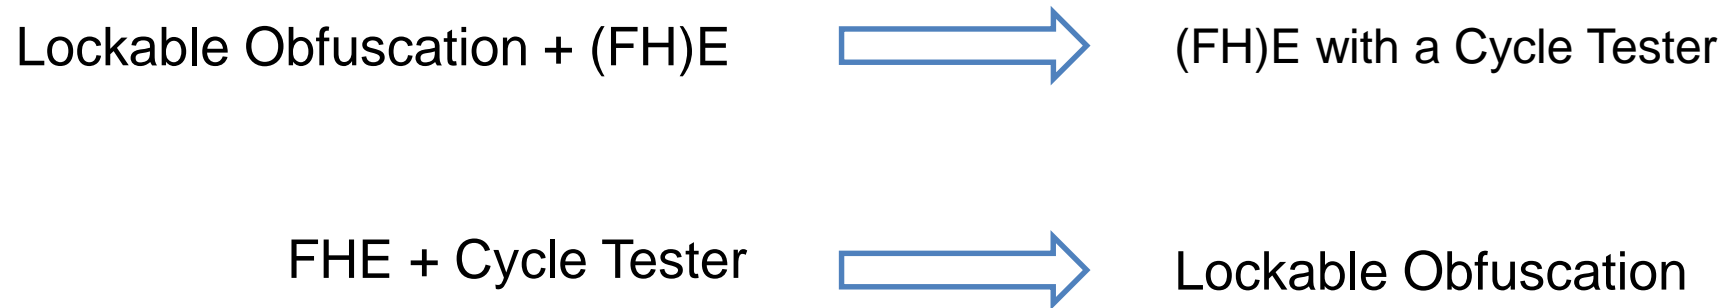 Lockable Obfuscation + (FH)E
(FH)E with a Cycle Tester
FHE + Cycle Tester
Lockable Obfuscation